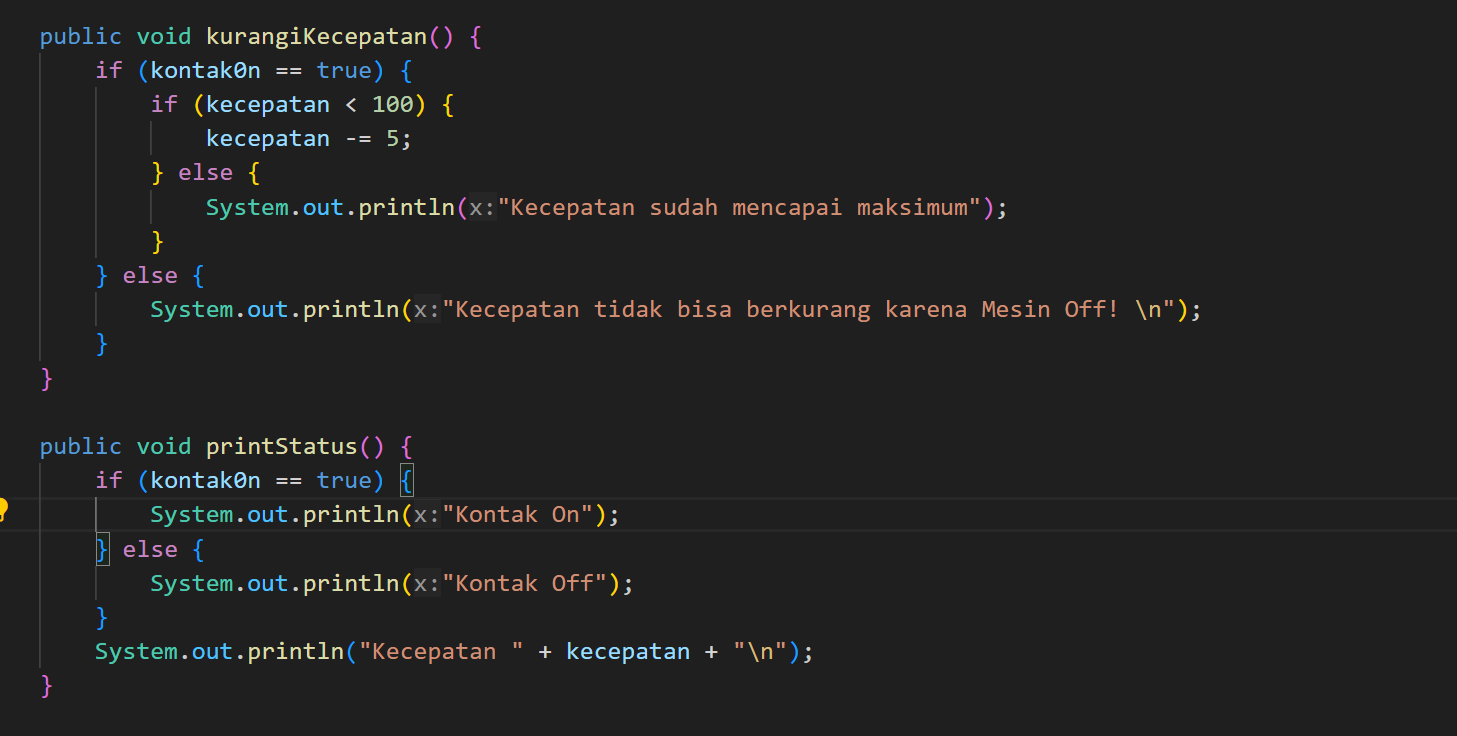 public void kurangiKecepatan() {
    if (kontak0n == true) {
        if (kecepatan < 100) {
            kecepatan -= 5;
        } else {
            System.out.println(x:"Kecepatan sudah mencapai maksimum");
        }
    } else {
        System.out.println(x:"Kecepatan tidak bisa berkurang karena Mesin Off! \n");
    }
}

public void printStatus() {
    if (kontak0n == true) {
        System.out.println(x:"Kontak On");
    } else {
        System.out.println(x:"Kontak Off");
    }
    System.out.println("Kecepatan " + kecepatan + "\n");
}